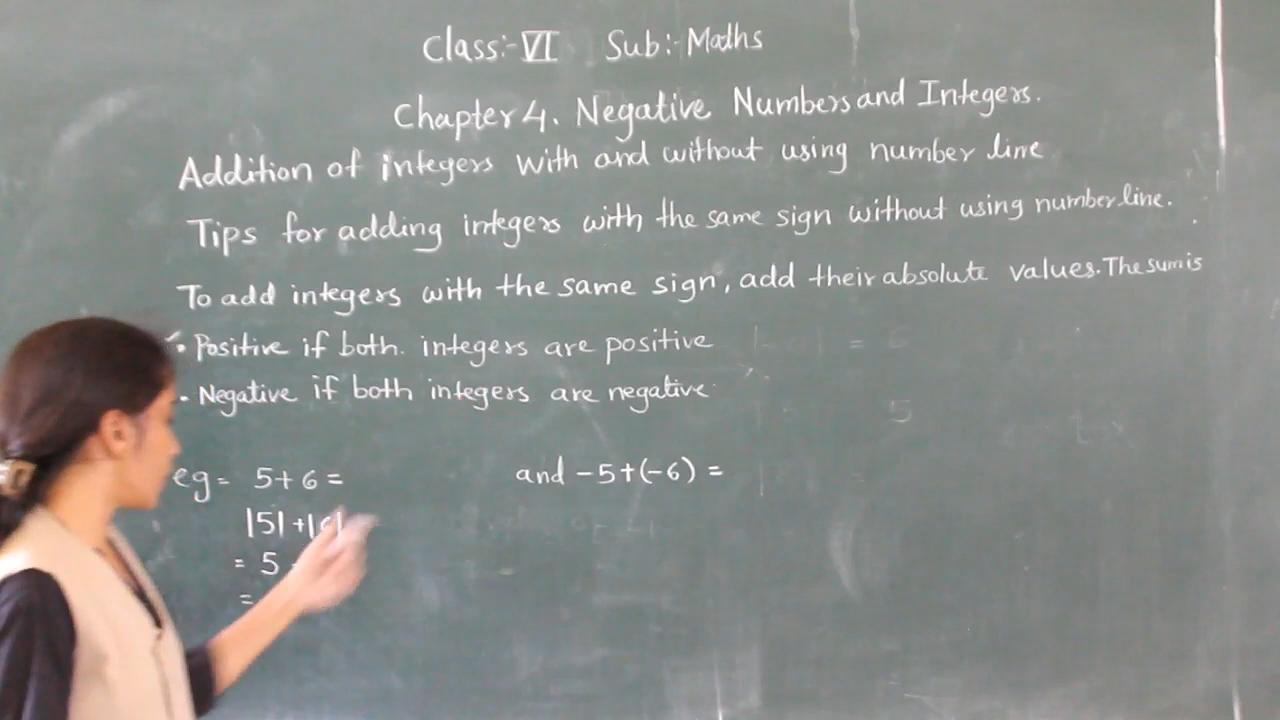 Class:- VI Sub:- Maths
Chapter 4. Negative Numbers and Integers.
Addition of integers with and without using number line
Tips for adding integers with the same sign without using number line.
To add integers with the same sign, add their absolute values. The sum is
• Positive if both. integers are positive
• Negative if both integers are negative
eg = 5+6 = and -5+(-6) =
|5|+
= 5
=